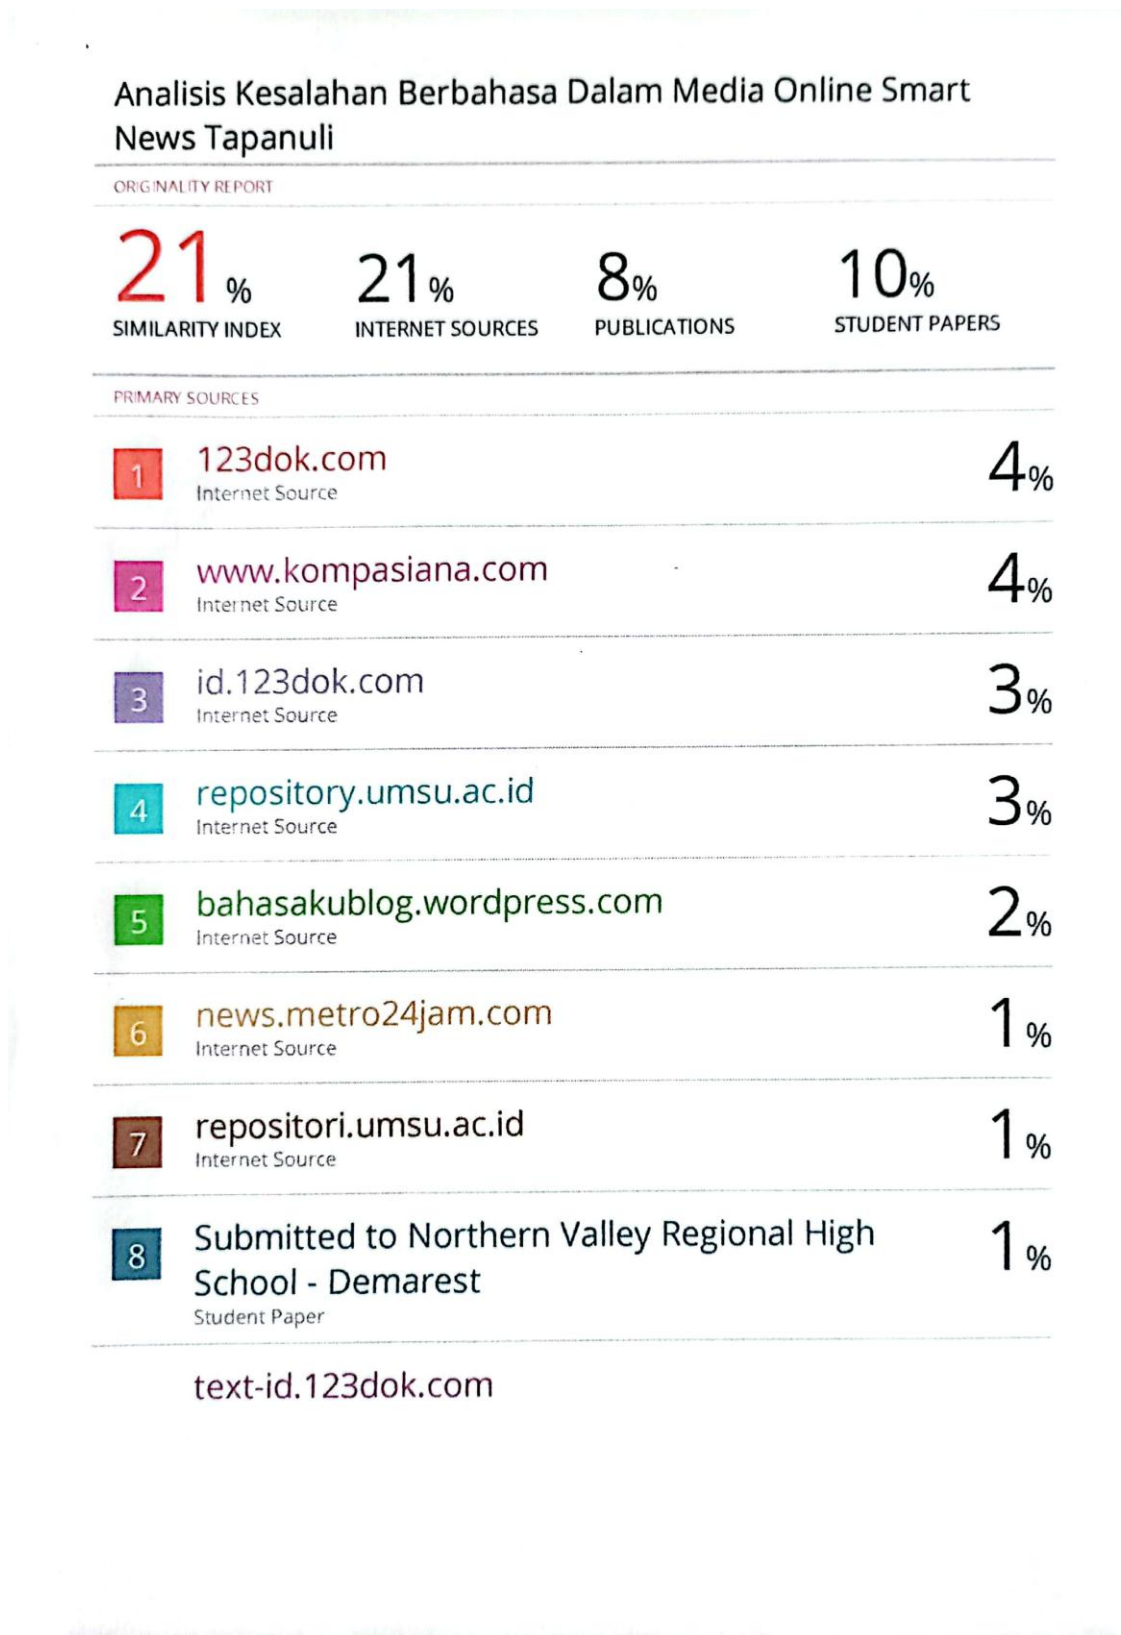 Analisis Kesalahan Berbahasa Dalam Media Online Smart
News Tapanuli
ORIGINALITY REPORT
21% 21% 8% 10%
SIMILARITY INDEX INTERNET SOURCES PUBLICATIONS STUDENT PAPERS
PRIMARY SOURCES
1 123dok.com 4%
Internet Source
2 www.kompasiana.com 4%
Internet Source
3 id.123dok.com 3%
Internet Source
4 repository.umsu.ac.id 3%
Internet Source
5 bahasakublog.wordpress.com 2%
Internet Source
6 news.metro24jam.com 1%
Internet Source
7 repositori.umsu.ac.id 1%
Internet Source
8 Submitted to Northern Valley Regional High 1%
School - Demarest
Student Paper
text-id.123dok.com